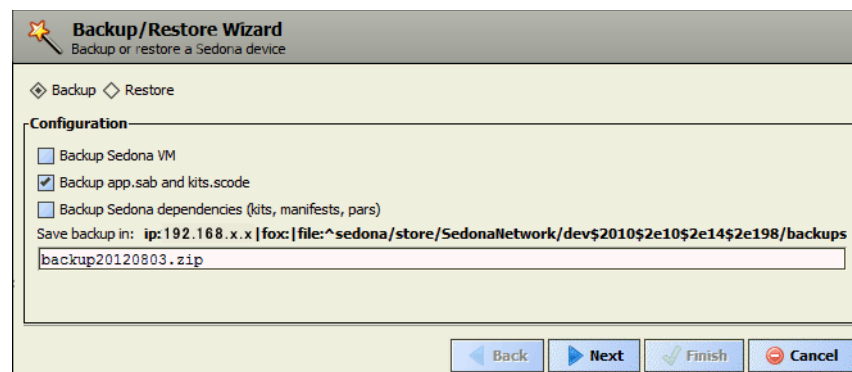 Backup/Restore Wizard
Backup or restore a Sedona device
Backup Restore
Configuration
Backup Sedona VM
Backup app.sab and kits.scode
Backup Sedona dependencies (kits, manifests, pars)
Save backup in: ip:192.168.x.x|fox:|file:^sedona/store/SedonaNetwork/dev$2010$2e10$2e14$2e198/backups
backup20120803.zip
Back Next Finish Cancel